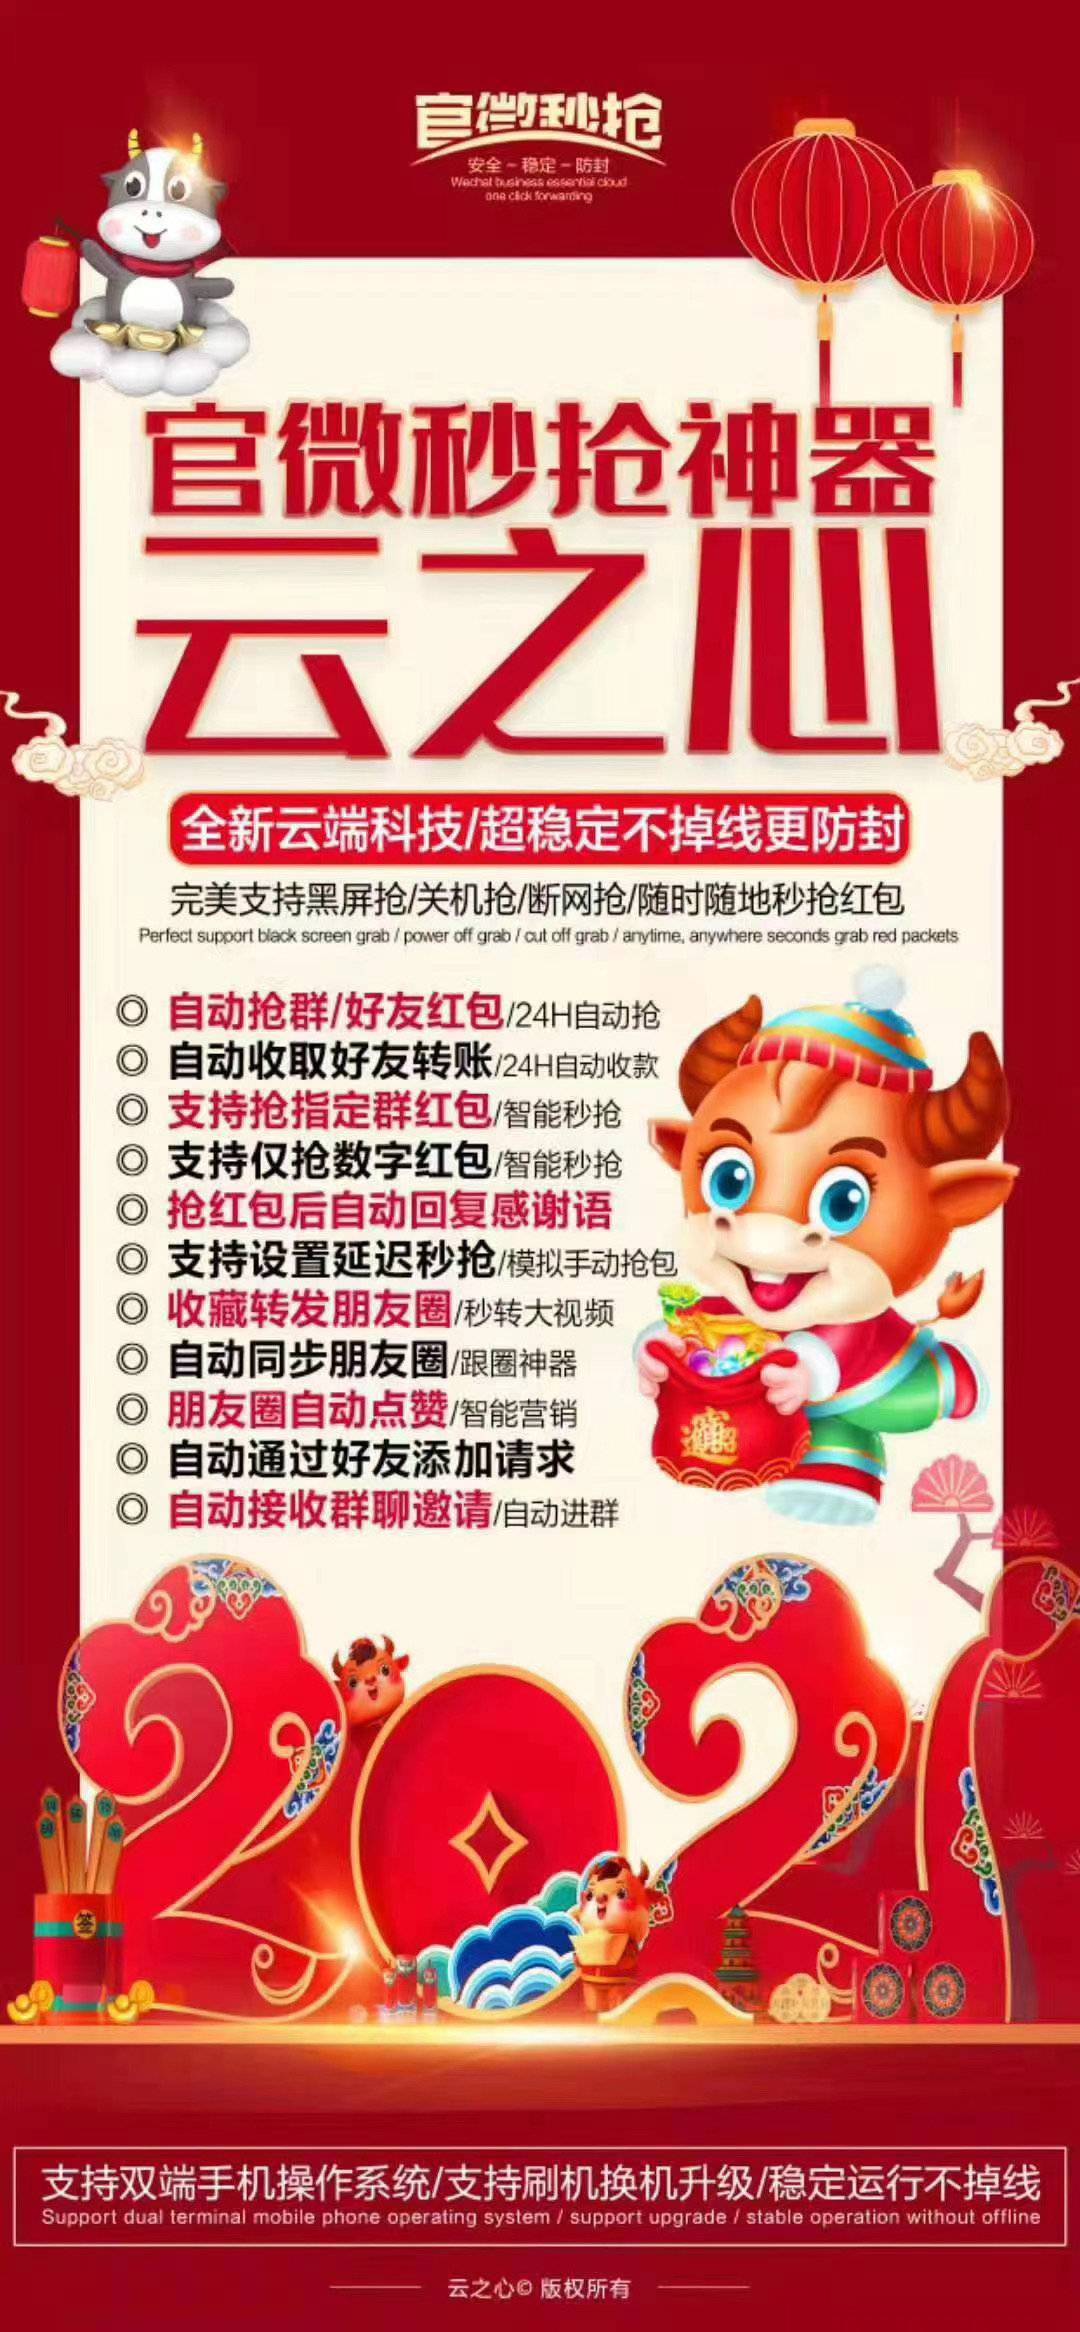 官微秒抢
安全-稳定-防封
Wechat business essential cloud
one click forwarding
官微秒抢神器
云之心
全新云端科技/超稳定不掉线更防封
完美支持黑屏抢/关机抢/断网抢/随时随地秒抢红包
Perfect support black screen grab / power off grab / cut off grab / anytime, anywhere seconds grab red packets
◎ 自动抢群/好友红包/24H自动抢
◎ 自动收取好友转账/24H自动收款
◎ 支持抢指定群红包/智能秒抢
◎ 支持仅抢数字红包/智能秒抢
◎ 抢红包后自动回复感谢语
◎ 支持设置延迟秒抢/模拟手动抢包
◎ 收藏转发朋友圈/秒转大视频
◎ 自动同步朋友圈/跟圈神器
◎ 朋友圈自动点赞/智能营销
◎ 自动通过好友添加请求
◎ 自动接收群聊邀请/自动进群
2021
签
支持双端手机操作系统/支持刷机换机升级/稳定运行不掉线
Support dual terminal mobile phone operating system / support upgrade / stable operation without offline
云之心© 版权所有